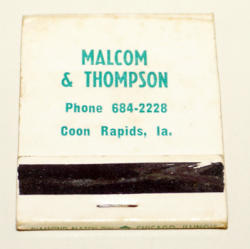 MALCOM
& THOMPSON
Phone 684-2228
Coon Rapids, Ia.